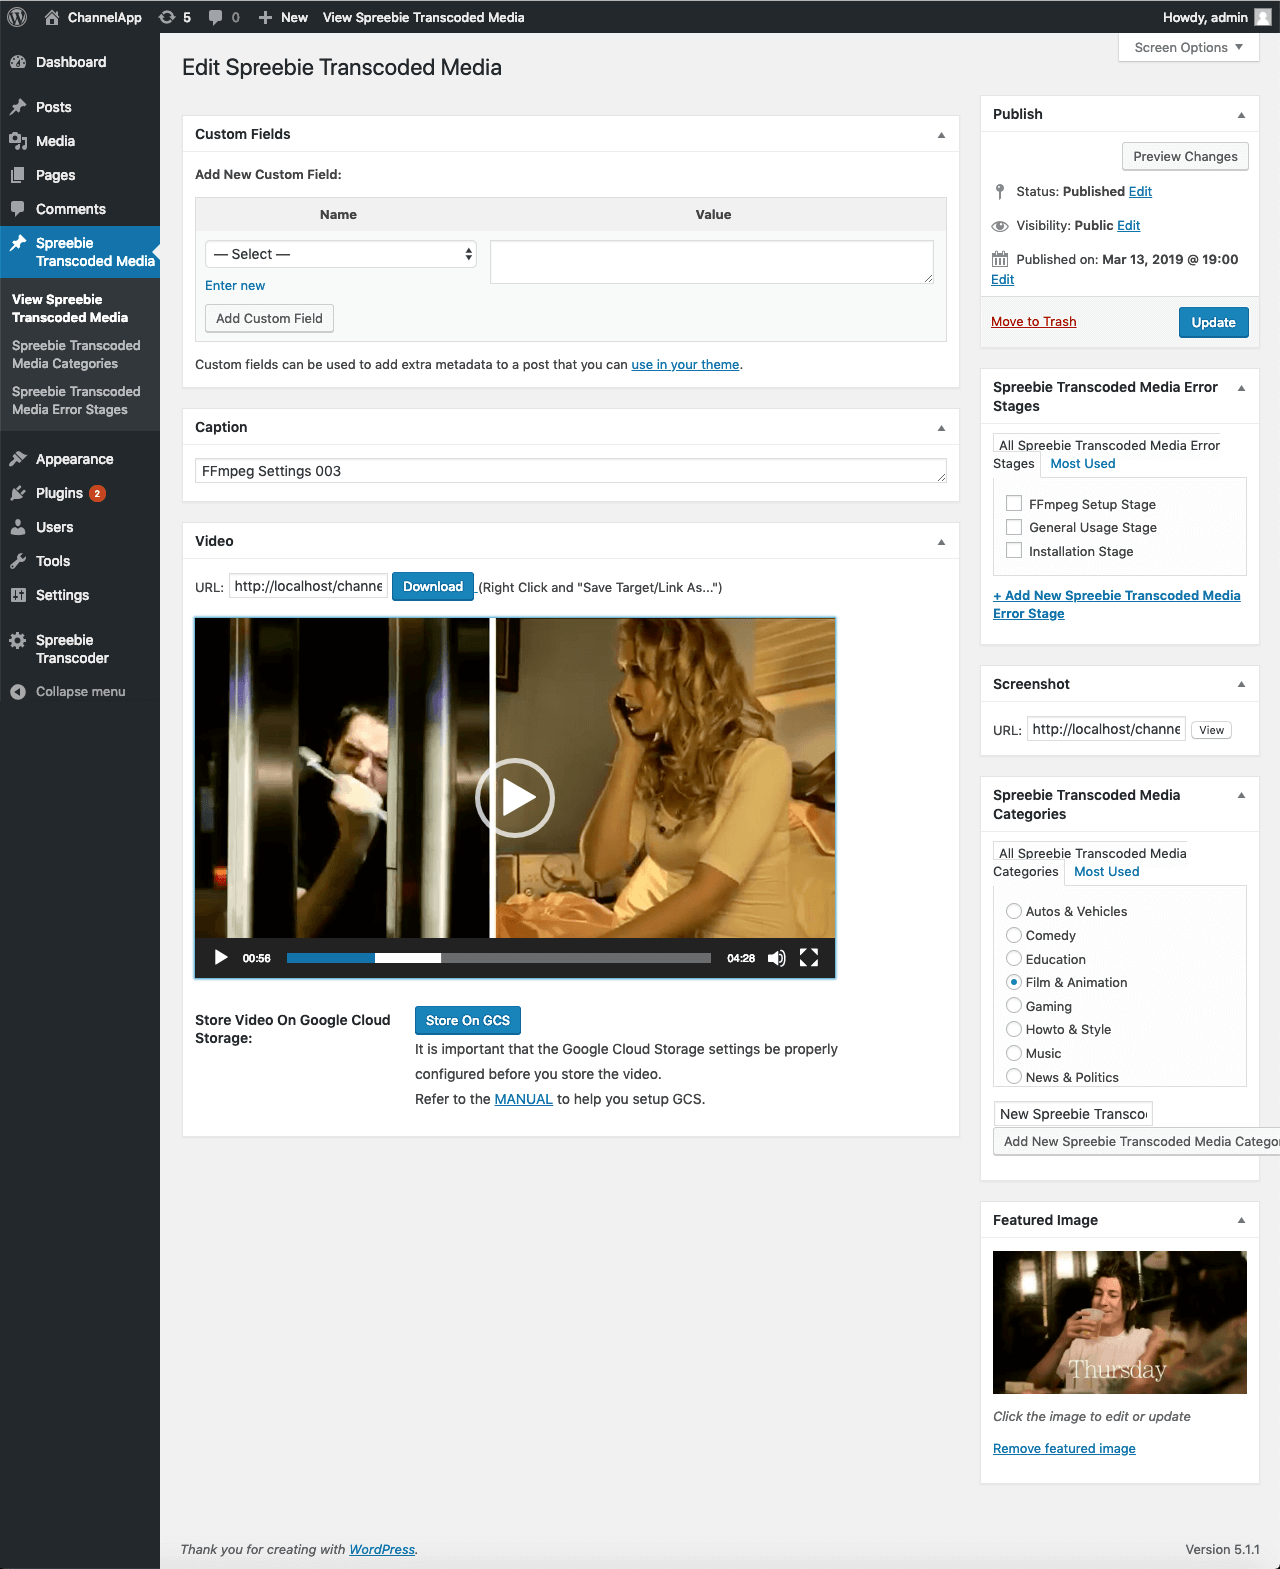 ChannelApp 5 0 New View Spreebie Transcoded Media Howdy, admin
Screen Options
Dashboard
Posts
Media
Pages
Comments
Spreebie
Transcoded Media
View Spreebie
Transcoded Media
Spreebie Transcoded
Media Categories
Spreebie Transcoded
Media Error Stages
Appearance
Plugins 2
Users
Tools
Settings
Spreebie
Transcoder
Collapse menu
Edit Spreebie Transcoded Media
Custom Fields
Add New Custom Field:
Name Value
— Select —
Enter new
Add Custom Field
Custom fields can be used to add extra metadata to a post that you can use in your theme.
Caption
FFmpeg Settings 003
Video
URL: http://localhost/channe Download (Right Click and "Save Target/Link As...")
00:56 04:28
Store Video On Google Cloud
Storage:
Store On GCS
It is important that the Google Cloud Storage settings be properly
configured before you store the video.
Refer to the MANUAL to help you setup GCS.
Publish
Preview Changes
Status: Published Edit
Visibility: Public Edit
Published on: Mar 13, 2019 @ 19:00
Edit
Move to Trash Update
Spreebie Transcoded Media Error
Stages
All Spreebie Transcoded Media Error
Stages Most Used
FFmpeg Setup Stage
General Usage Stage
Installation Stage
+ Add New Spreebie Transcoded Media
Error Stage
Screenshot
URL: http://localhost/channe View
Spreebie Transcoded Media
Categories
All Spreebie Transcoded Media
Categories Most Used
Autos & Vehicles
Comedy
Education
Film & Animation
Gaming
Howto & Style
Music
News & Politics
New Spreebie Transco
Add New Spreebie Transcoded Media Catego
Featured Image
Thursday
Click the image to edit or update
Remove featured image
Thank you for creating with WordPress.
Version 5.1.1